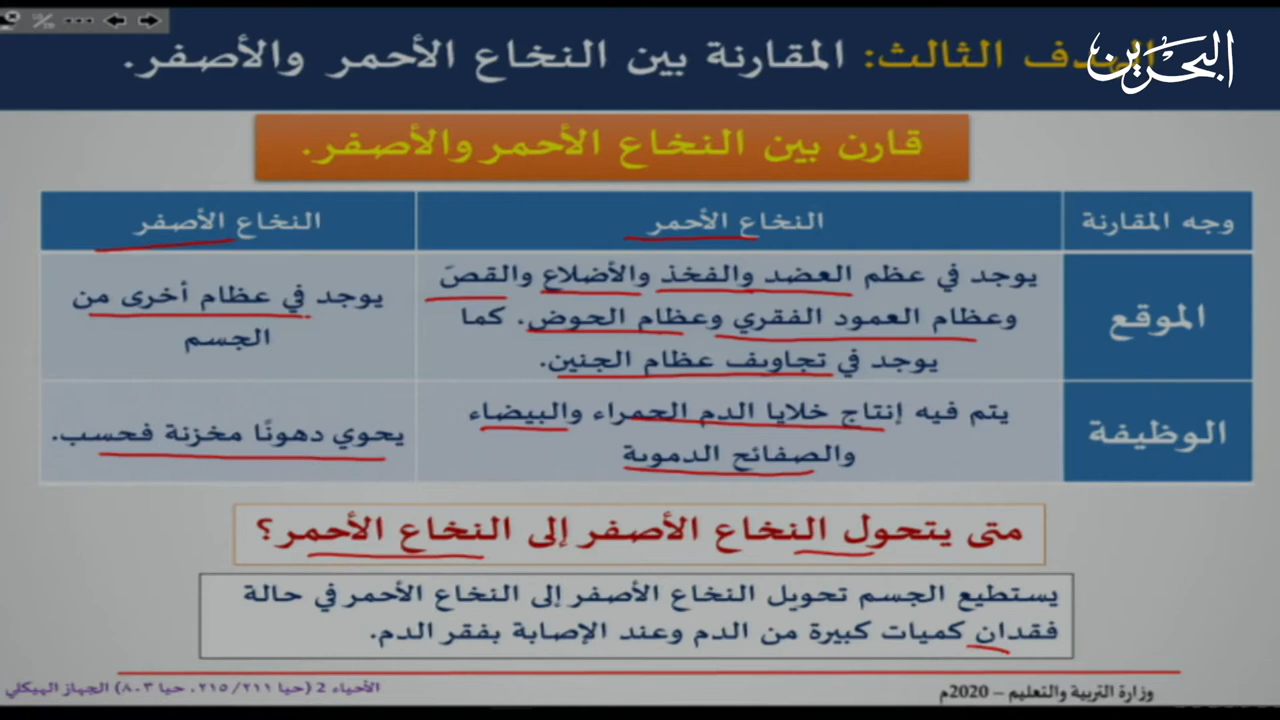 الهدف الثالث: المقارنة بين النخاع الأحمر والأصفر.
البحرين
قارن بين النخاع الأحمر والأصفر.
وجه المقارنة
النخاع الأحمر
النخاع الأصفر
الموقع
يوجد في عظم العضد والفخذ والأضلاع والقصّ
وعظام العمود الفقري وعظام الحوض. كما
يوجد في تجاويف عظام الجنين.
يوجد في عظام أخرى من
الجسم
الوظيفة
يتم فيه إنتاج خلايا الدم الحمراء والبيضاء
والصفائح الدموية
يحوي دهونًا مخزنة فحسب.
متى يتحول النخاع الأصفر إلى النخاع الأحمر؟
يستطيع الجسم تحويل النخاع الأصفر إلى النخاع الأحمر في حالة
فقدان كميات كبيرة من الدم وعند الإصابة بفقر الدم.
وزارة التربية والتعليم – 2020م
الأحياء 2 (حيا ٢١١/ ٢١٥، حيا ٨٠٣) الجهاز الهيكلي